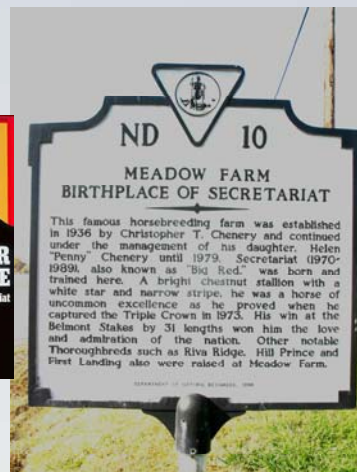 ND 10
MEADOW FARM
BIRTHPLACE OF SECRETARIAT
This famous horsebreeding farm was established
in 1936 by Christopher T. Chenery and continued
under the management of his daughter, Helen
"Penny" Chenery until 1979. Secretariat (1970-
1989), also known as "Big Red," was born and
trained here. A bright chestnut stallion with a
white star and narrow stripe, he was a horse of
uncommon excellence as he proved when he
captured the Triple Crown in 1973. His win at the
Belmont Stakes by 31 lengths won him the love
and admiration of the nation. Other notable
Thoroughbreds such as Riva Ridge, Hill Prince and
First Landing also were raised at Meadow Farm.
DEPARTMENT OF HISTORIC RESOURCES,